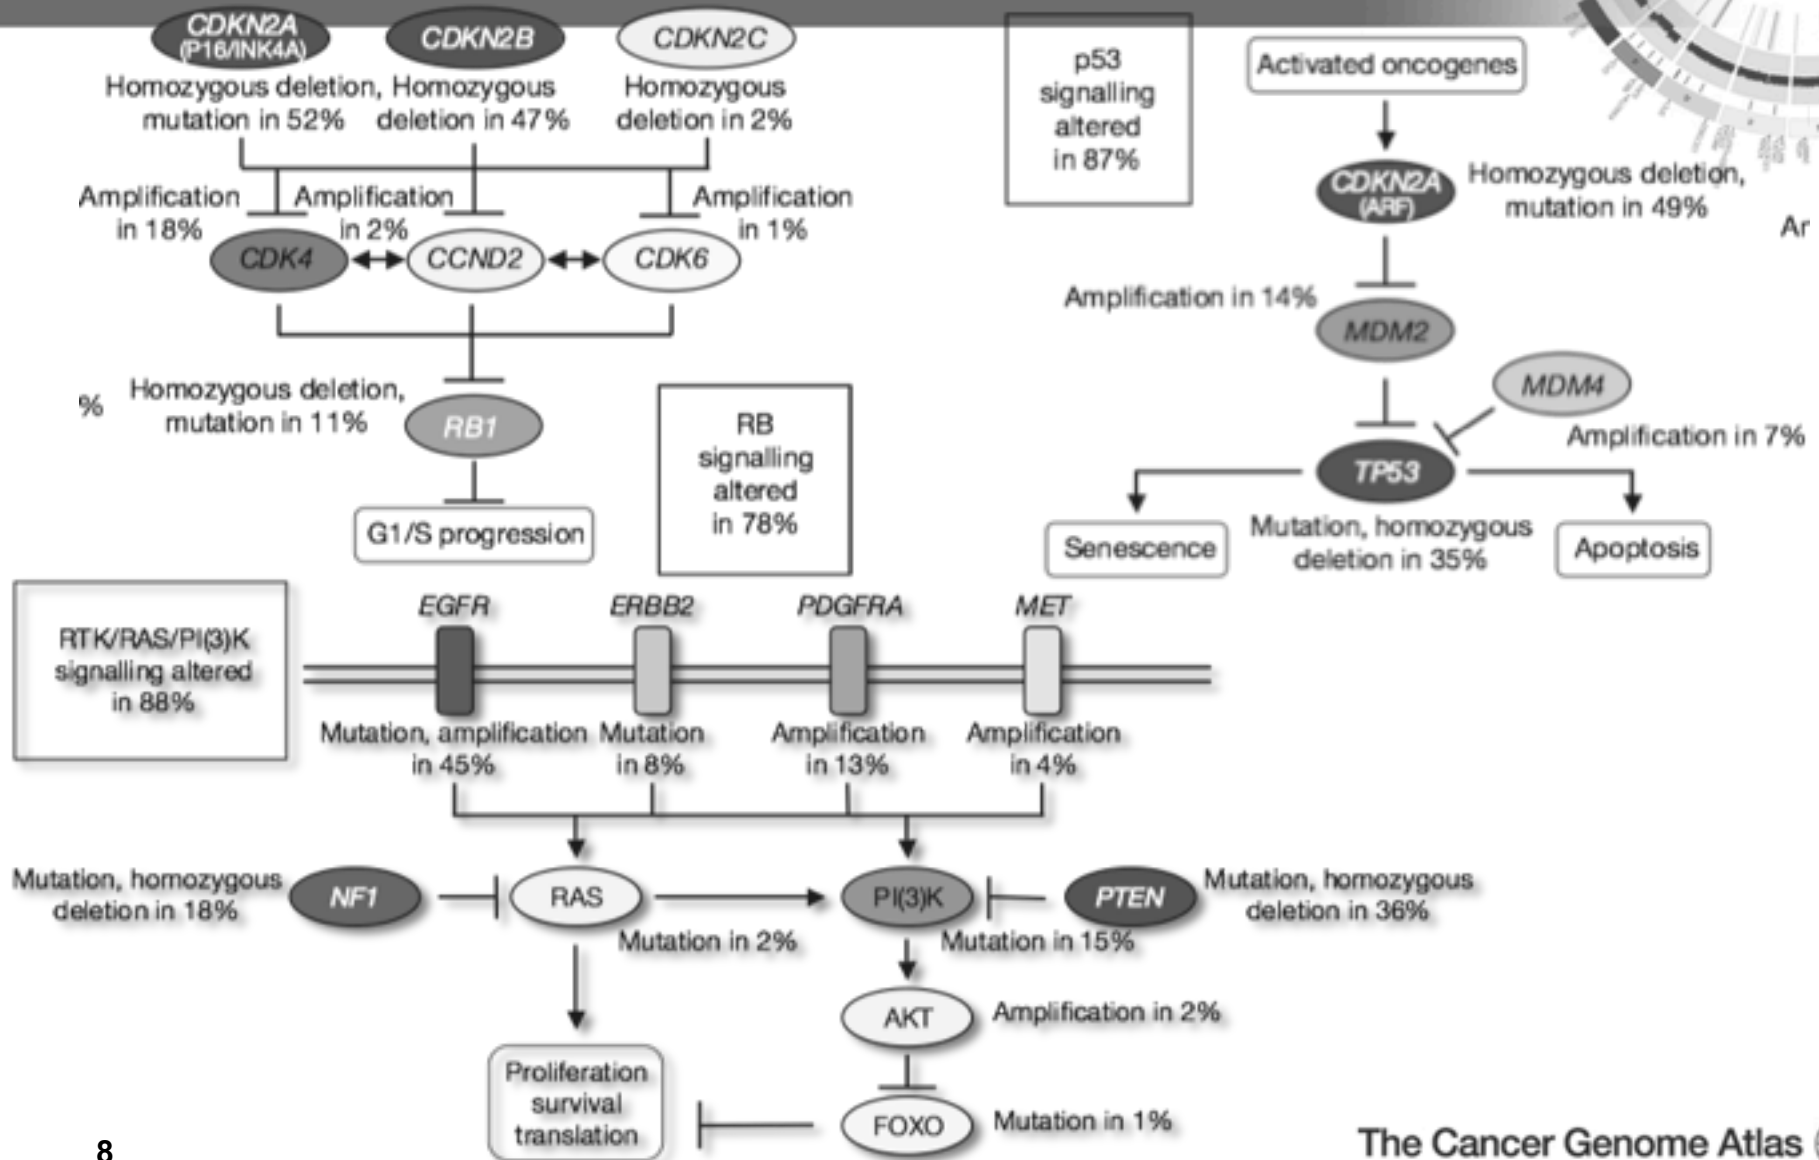 CDKN2A
(P16/INK4A)
CDKN2B
CDKN2C
Homozygous deletion,
mutation in 52%
Homozygous
deletion in 47%
Homozygous
deletion in 2%
Amplification
in 18%
Amplification
in 2%
Amplification
in 1%
CDK4
CCND2
CDK6
%
Homozygous deletion,
mutation in 11%
RB1
G1/S progression
RB
signalling
altered
in 78%
p53
signalling
altered
in 87%
Activated oncogenes
CDKN2A
(ARF)
Homozygous deletion,
mutation in 49%
Ar
Amplification in 14%
MDM2
MDM4
Amplification in 7%
TP53
Senescence
Mutation, homozygous
deletion in 35%
Apoptosis
RTK/RAS/PI(3)K
signalling altered
in 88%
EGFR
ERBB2
PDGFRA
MET
Mutation, amplification
in 45%
Mutation
in 8%
Amplification
in 13%
Amplification
in 4%
Mutation, homozygous
deletion in 18%
NF1
RAS
Mutation in 2%
PI(3)K
Mutation in 15%
PTEN
Mutation, homozygous
deletion in 36%
AKT
Amplification in 2%
Proliferation
survival
translation
FOXO
Mutation in 1%
8
The Cancer Genome Atlas